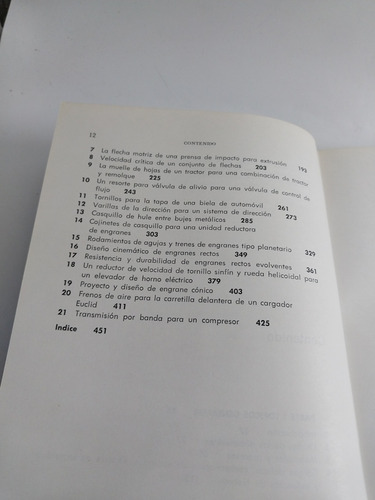 12
CONTENIDO
7 La flecha matriz de una prensa de impacto para extrusión 193
8 Velocidad crítica de un conjunto de flechas 203
9 La muelle de hojas de un tractor para una combinación de tractor
y remolque 225
10 Un resorte para válvula de alivio para una válvula de control de
flujo 243
11 Tornillos para la tapa de una biela de automóvil 261
12 Varillas de la dirección para un sistema de dirección 273
13 Casquillo de hule entre bujes metálicos 285
14 Cojinetes de casquillo para una unidad reductora
de engranes 303
15 Rodamientos de agujas y trenes de engranes tipo planetario 329
16 Diseño cinemático de engranes rectos 349
17 Resistencia y durabilidad de engranes rectos evolventes 361
18 Un reductor de velocidad de tornillo sinfín y rueda helicoidal para
un elevador de horno eléctrico 379
19 Proyecto y diseño de engrane cónico 403
20 Frenos de aire para la carretilla delantera de un cargador
Euclid 411
21 Transmisión por banda para un compresor 425
Indice 451